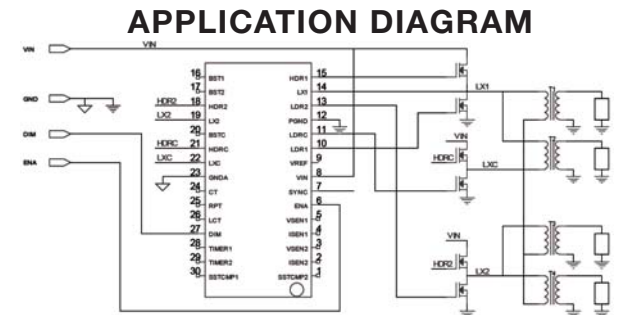 APPLICATION DIAGRAM
VIN
VIN
GND
DIM
ENA
16 BST1
17 BST2
HDR2 18 HDR2
LX2 19 LX2
20 BSTC
HDRC 21 HDRC
LXC 22 LXC
23 GNDA
24 CT
25 RPT
26 LCT
27 DIM
28 TIMER1
29 TIMER2
30 SSTCMP1
HDR1 15
LX1 14
LDR2 13
PGND 12
LDRC 11
LDR1 10
VREF 9
VIN 8
SYNC 7
ENA 6
VSEN1 5
ISEN1 4
VSEN2 3
ISEN2 2
SSTCMP2 1
LX1
VIN
HDRC
LXC
VIN
HDR2
LX2
T1
T2
T3
T4